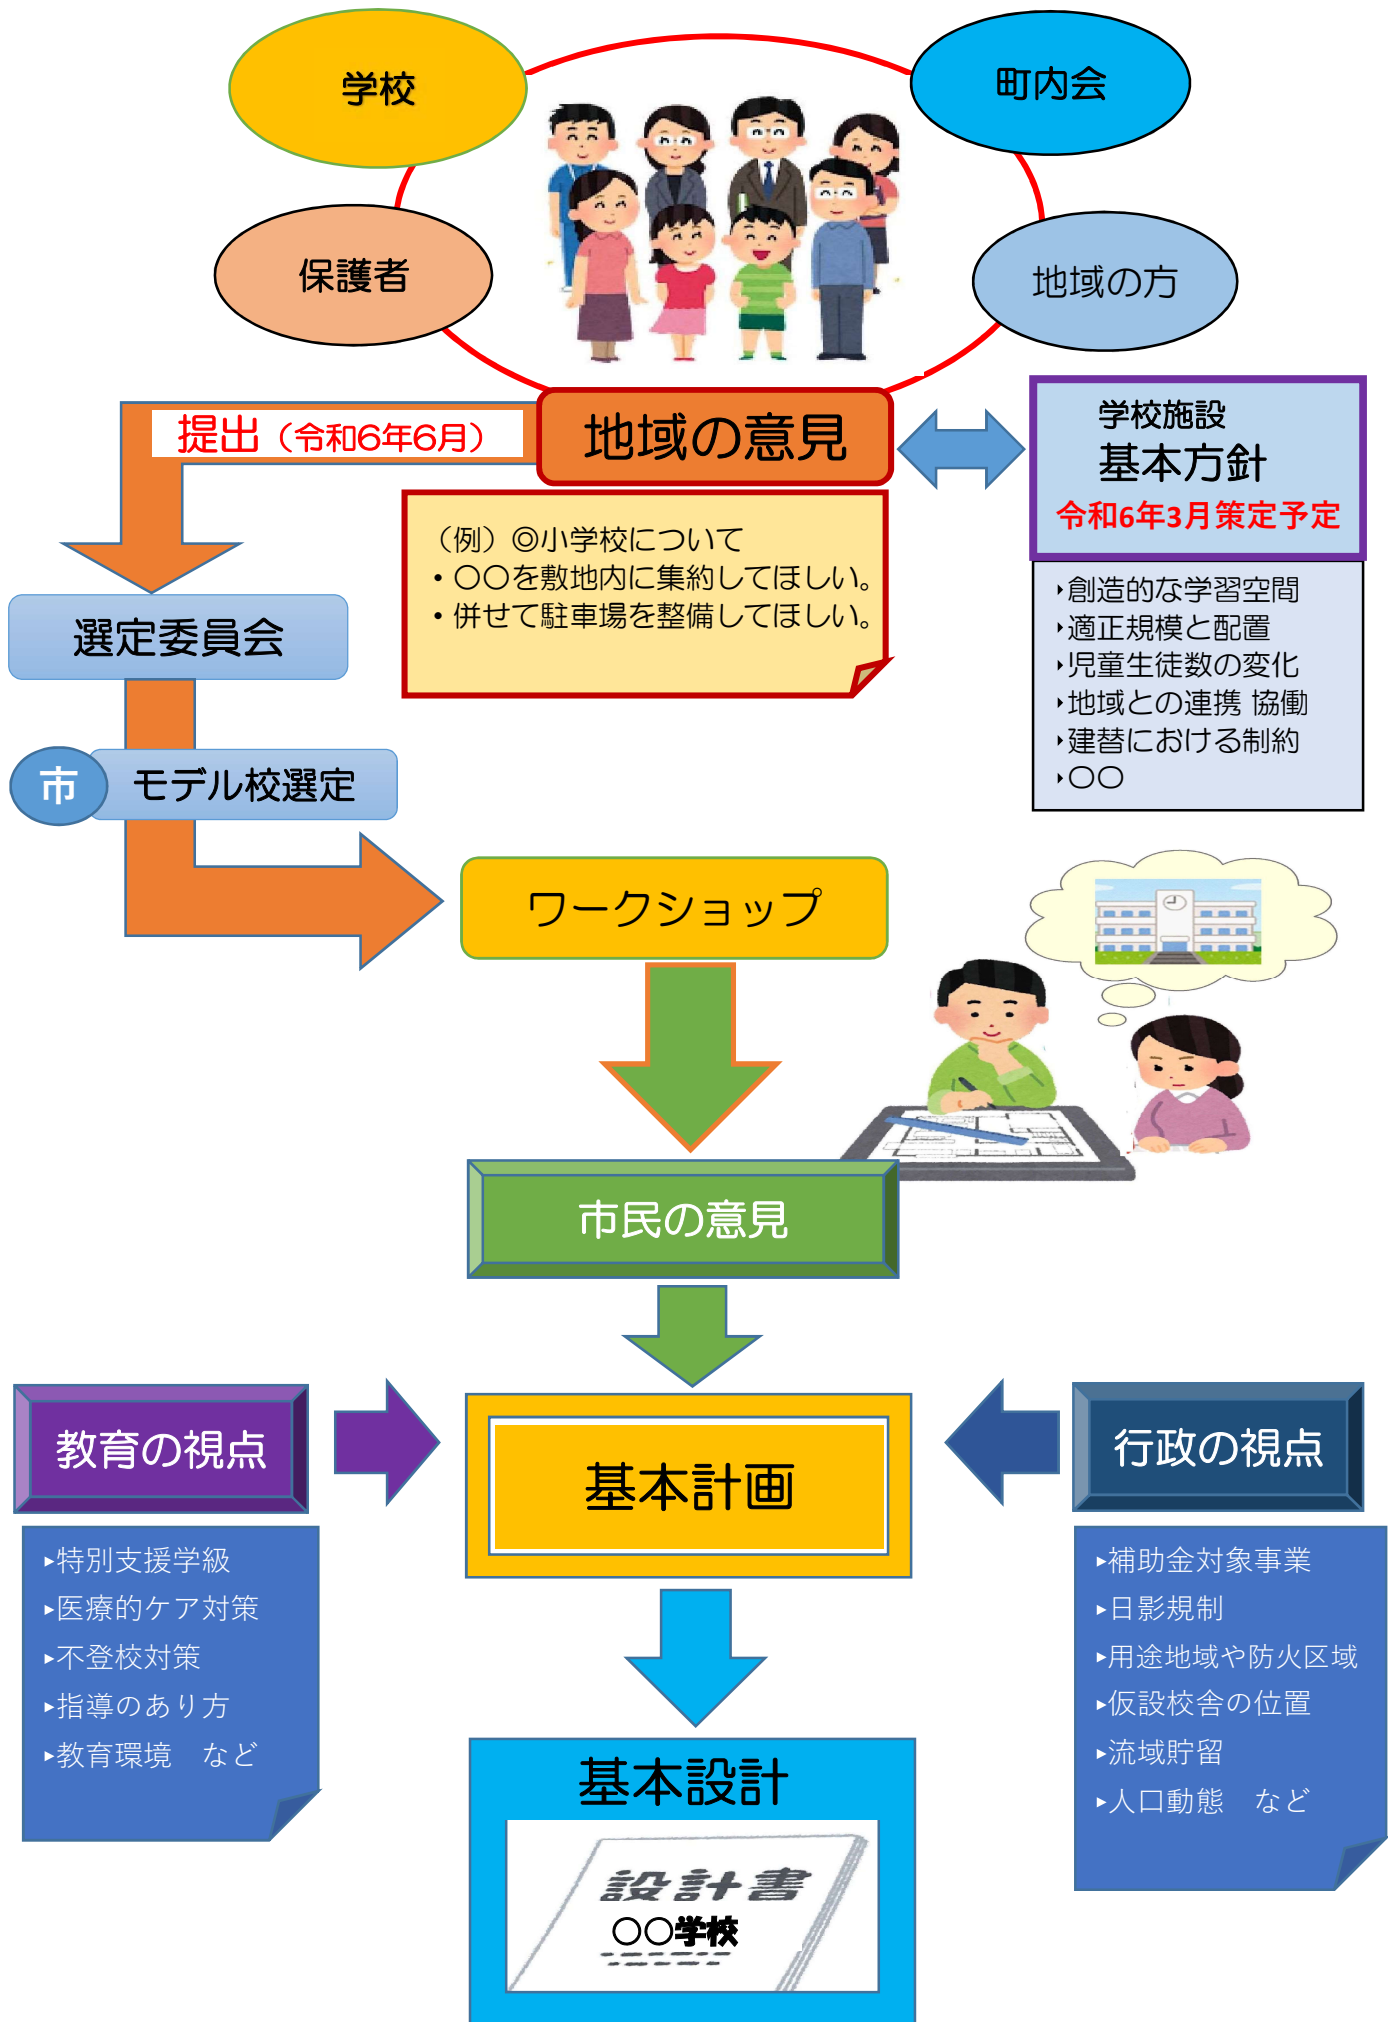 学校
町内会
保護者
地域の方
提出（令和6年6月）
地域の意見
学校施設
基本方針
令和6年3月策定予定
（例）◎小学校について
・〇〇を敷地内に集約してほしい。
・併せて駐車場を整備してほしい。
‣創造的な学習空間
‣適正規模と配置
‣児童生徒数の変化
‣地域との連携 協働
‣建替における制約
‣〇〇
選定委員会
市
モデル校選定
ワークショップ
市民の意見
教育の視点
基本計画
行政の視点
▸特別支援学級
▸医療的ケア対策
▸不登校対策
▸指導のあり方
▸教育環境　など
▸補助金対象事業
▸日影規制
▸用途地域や防火区域
▸仮設校舎の位置
▸流域貯留
▸人口動態　など
基本設計
設計書
〇〇学校